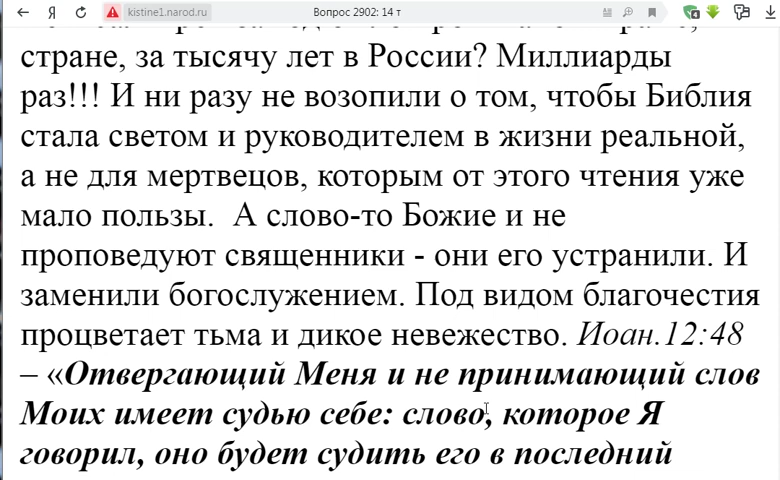 Я
kistine1.narod.ru
Вопрос 2902: 14 т
4
стране, за тысячу лет в России? Миллиарды
раз!!! И ни разу не возопили о том, чтобы Библия
стала светом и руководителем в жизни реальной,
а не для мертвецов, которым от этого чтения уже
мало пользы. А слово-то Божие и не
проповедуют священники - они его устранили. И
заменили богослужением. Под видом благочестия
процветает тьма и дикое невежество. Иоан.12:48
– «Отвергающий Меня и не принимающий слов
Моих имеет судью себе: слово, которое Я
говорил, оно будет судить его в последний